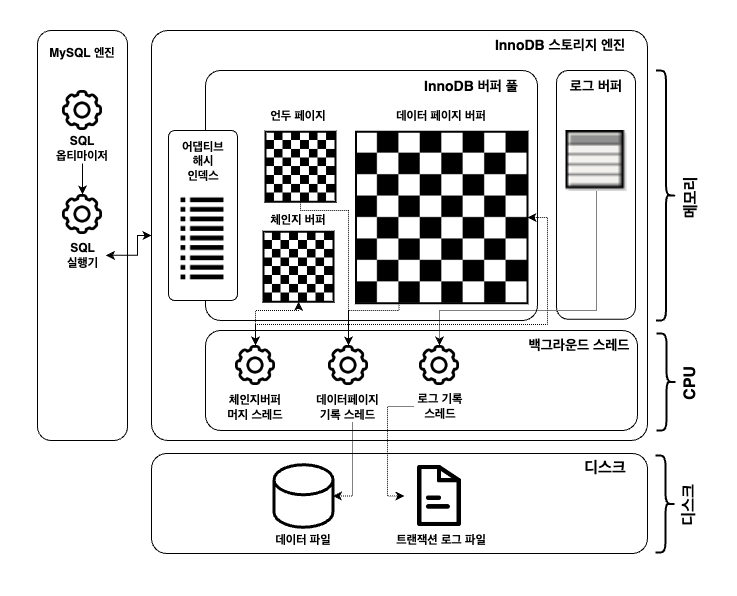 MySQL 엔진
SQL
옵티마이저
SQL
실행기
InnoDB 스토리지 엔진
InnoDB 버퍼 풀
어댑티브
해시
인덱스
언두 페이지
체인지 버퍼
데이터 페이지 버퍼
로그 버퍼
메모리
백그라운드 스레드
체인지버퍼
머지 스레드
데이터페이지
기록 스레드
로그 기록
스레드
CPU
디스크
데이터 파일
트랜잭션 로그 파일
디스크